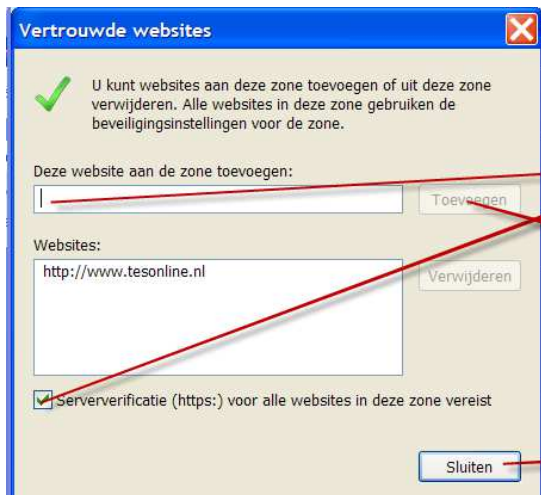 Vertrouwde websites
U kunt websites aan deze zone toevoegen of uit deze zone
verwijderen. Alle websites in deze zone gebruiken de
beveiligingsinstellingen voor de zone.
Deze website aan de zone toevoegen:
Toevoegen
Websites:
http://www.tesonline.nl
Verwijderen
Serververificatie (https:) voor alle websites in deze zone vereist
Sluiten